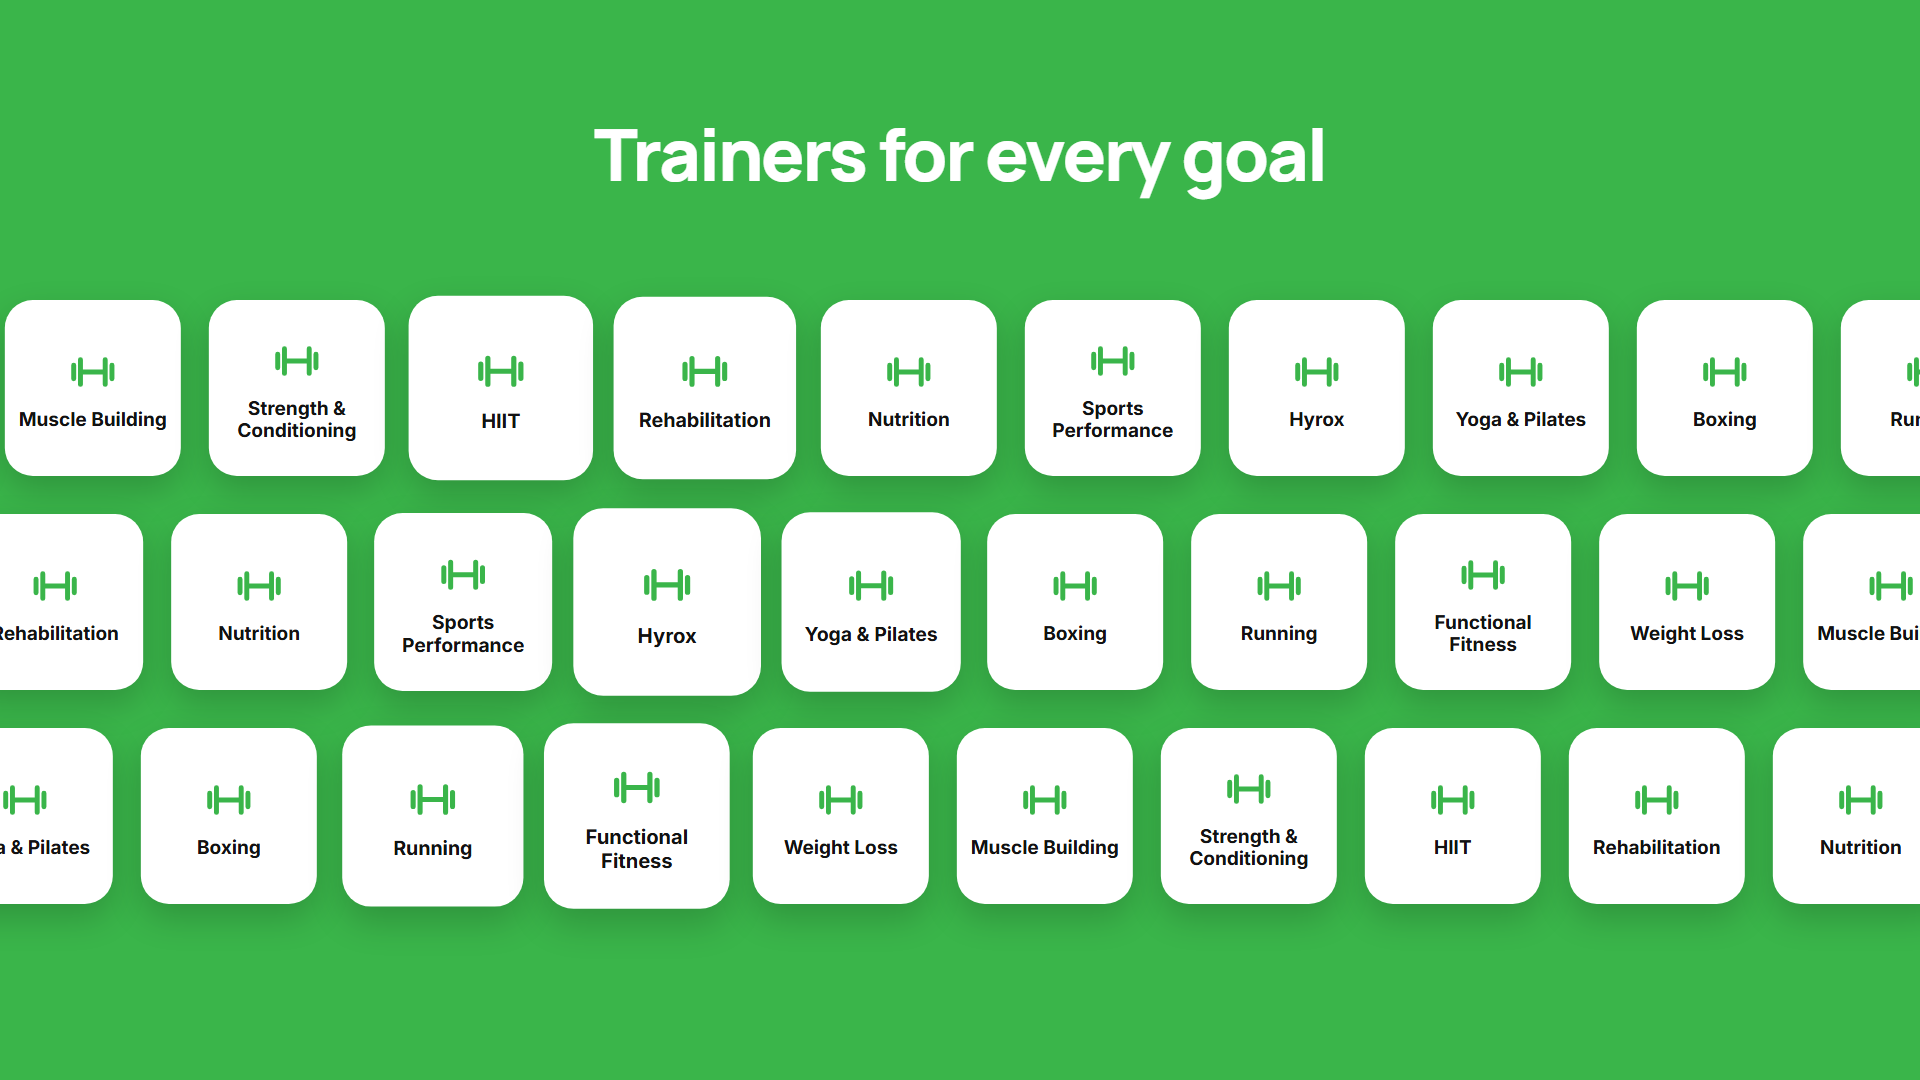 Trainers for every goal
Muscle Building
Strength &
Conditioning
HIIT
Rehabilitation
Nutrition
Sports
Performance
Hyrox
Yoga & Pilates
Boxing
Run
Rehabilitation
Nutrition
Sports
Performance
Hyrox
Yoga & Pilates
Boxing
Running
Functional
Fitness
Weight Loss
Muscle Bui
& Pilates
Boxing
Running
Functional
Fitness
Weight Loss
Muscle Building
Strength &
Conditioning
HIIT
Rehabilitation
Nutrition